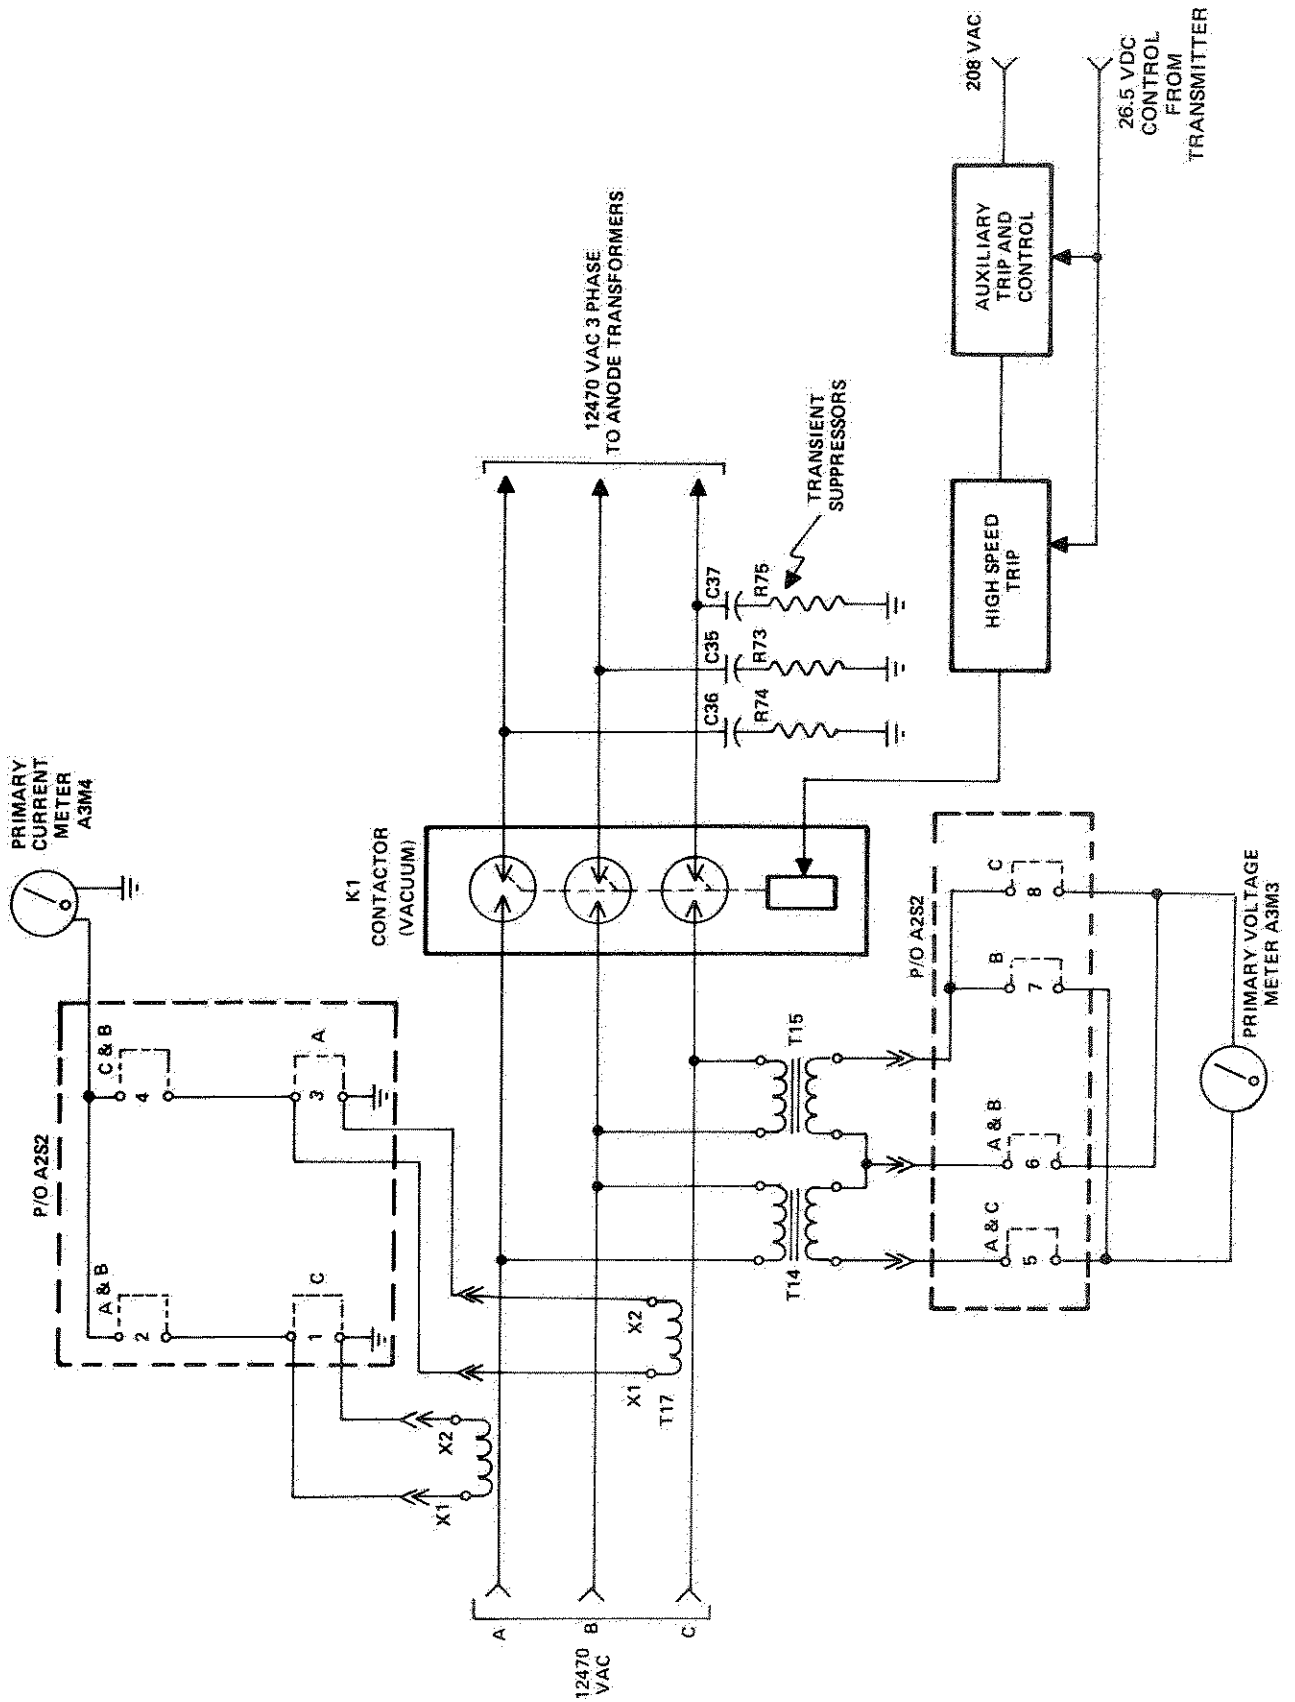 PRIMARY
CURRENT
METER
A3M4
P/O A2S2
A & B
C & B
2
4
C
A
1
3
X1
X2
X1
X2
T17
K1
CONTACTOR
(VACUUM)
12470 VAC 3 PHASE
TO ANODE TRANSFORMERS
A
B
C
12470
VAC
C36
C35
C37
R74
R73
R75
TRANSIENT
SUPPRESSORS
T14
T15
P/O A2S2
A & C
A & B
B
C
5
6
7
8
PRIMARY VOLTAGE
METER A3M3
HIGH SPEED
TRIP
AUXILIARY
TRIP AND
CONTROL
208 VAC
26.5 VDC
CONTROL
FROM
TRANSMITTER